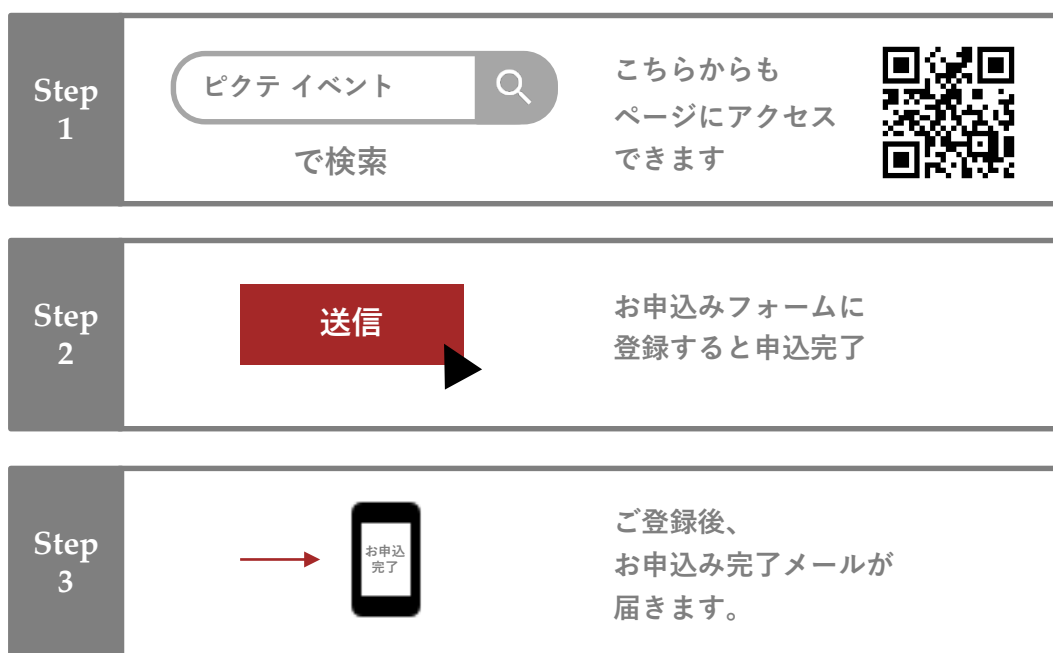 Step
1
ピクテ イベント
で検索
こちらからも
ページにアクセス
できます
Step
2
送信
お申込みフォームに
登録すると申込完了
Step
3
お申込
完了
ご登録後、
お申込み完了メールが
届きます。